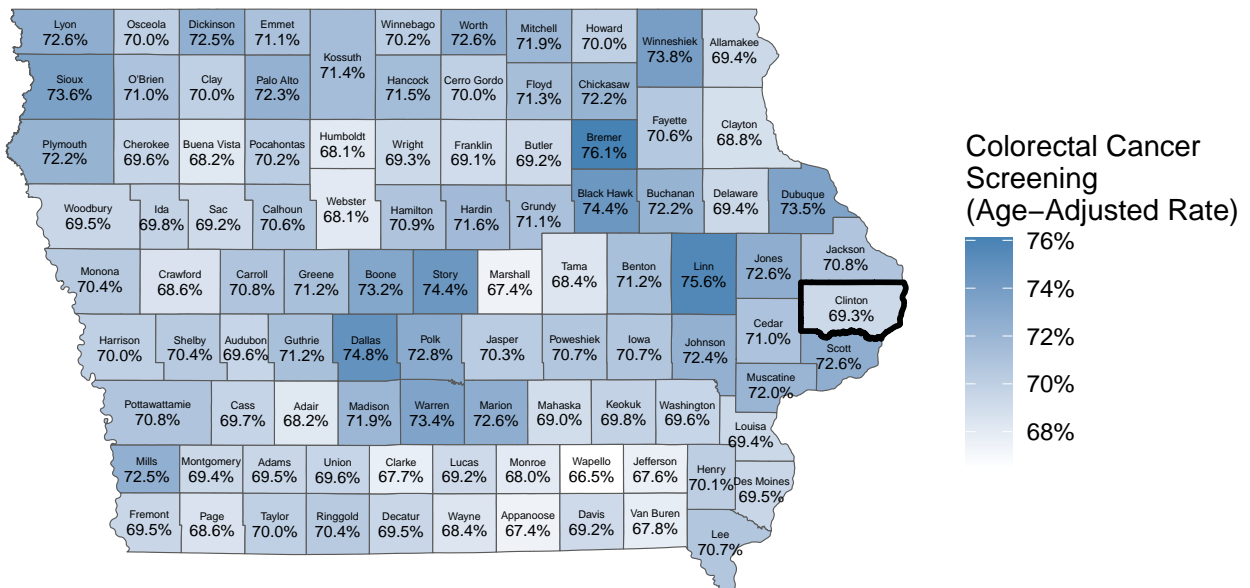 Lyon
72.6%
Osceola
70.0%
Dickinson
72.5%
Emmet
71.1%
Kossuth
71.4%
Winnebago
70.2%
Worth
72.6%
Mitchell
71.9%
Howard
70.0%
Winneshiek
73.8%
Allamakee
69.4%
Sioux
73.6%
O'Brien
71.0%
Clay
70.0%
Palo Alto
72.3%
Hancock
71.5%
Cerro Gordo
70.0%
Floyd
71.3%
Chickasaw
72.2%
Fayette
70.6%
Clayton
68.8%
Plymouth
72.2%
Cherokee
69.6%
Buena Vista
68.2%
Pocahontas
70.2%
Humboldt
68.1%
Wright
69.3%
Franklin
69.1%
Butler
69.2%
Bremer
76.1%
Woodbury
69.5%
Ida
69.8%
Sac
69.2%
Calhoun
70.6%
Webster
68.1%
Hamilton
70.9%
Hardin
71.6%
Grundy
71.1%
Black Hawk
74.4%
Buchanan
72.2%
Delaware
69.4%
Dubuque
73.5%
Monona
70.4%
Crawford
68.6%
Carroll
70.8%
Greene
71.2%
Boone
73.2%
Story
74.4%
Marshall
67.4%
Tama
68.4%
Benton
71.2%
Linn
75.6%
Jones
72.6%
Jackson
70.8%
Clinton
69.3%
Harrison
70.0%
Shelby
70.4%
Audubon
69.6%
Guthrie
71.2%
Dallas
74.8%
Polk
72.8%
Jasper
70.3%
Poweshiek
70.7%
Iowa
70.7%
Johnson
72.4%
Cedar
71.0%
Scott
72.6%
Muscatine
72.0%
Pottawattamie
70.8%
Cass
69.7%
Adair
68.2%
Madison
71.9%
Warren
73.4%
Marion
72.6%
Mahaska
69.0%
Keokuk
69.8%
Washington
69.6%
Louisa
69.4%
Mills
72.5%
Montgomery
69.4%
Adams
69.5%
Union
69.6%
Clarke
67.7%
Lucas
69.2%
Monroe
68.0%
Wapello
66.5%
Jefferson
67.6%
Henry
70.1%
Des Moines
69.5%
Fremont
69.5%
Page
68.6%
Taylor
70.0%
Ringgold
70.4%
Decatur
69.5%
Wayne
68.4%
Appanoose
67.4%
Davis
69.2%
Van Buren
67.8%
Lee
70.7%
Colorectal Cancer
Screening
(Age−Adjusted Rate)
76%
74%
72%
70%
68%